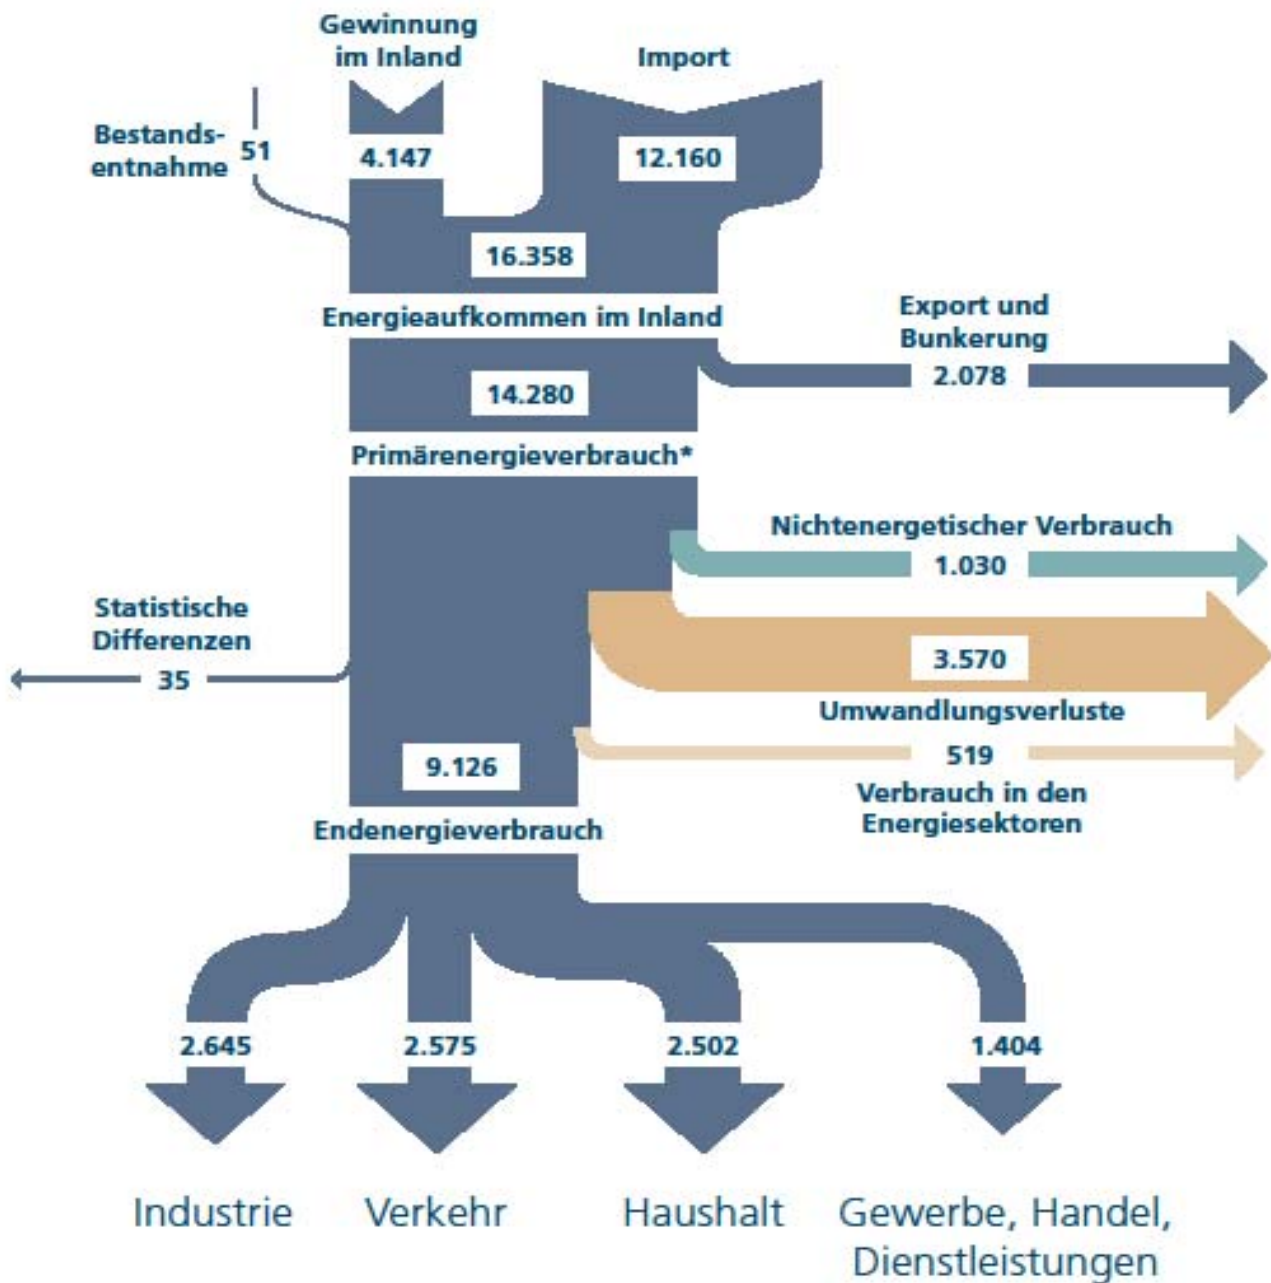 Gewinnung
im Inland
Import
Bestands-
entnahme
51
4.147
12.160
16.358
Energieaufkommen im Inland
Export und
Bunkerung
2.078
14.280
Primärenergieverbrauch*
Nichtenergetischer Verbrauch
1.030
Statistische
Differenzen
35
3.570
Umwandlungsverluste
519
Verbrauch in den
Energiesektoren
9.126
Endenergieverbrauch
2.645
2.575
2.502
1.404
Industrie
Verkehr
Haushalt
Gewerbe, Handel,
Dienstleistungen